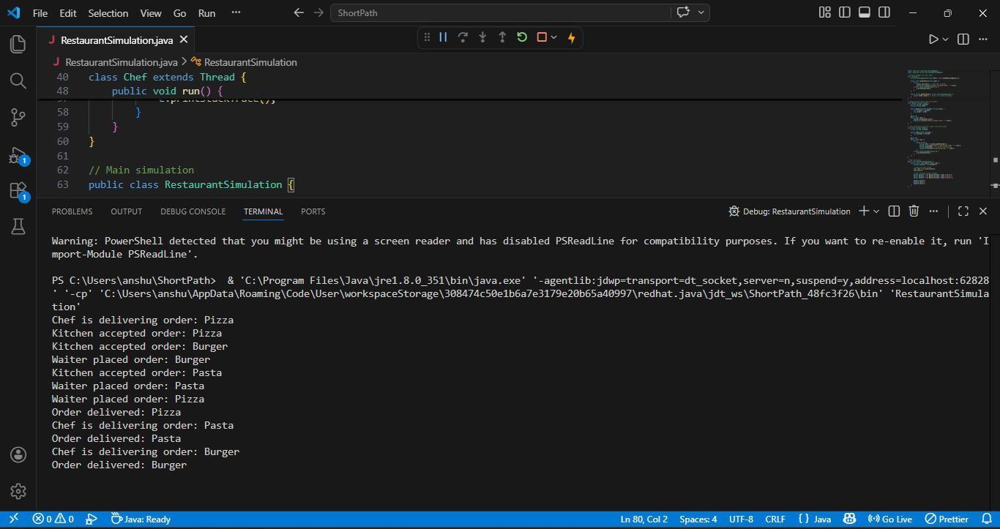 File Edit Selection View Go Run ···
ShortPath
RestaurantSimulation.java
RestaurantSimulation.java > RestaurantSimulation
40 class Chef extends Thread {
48 public void run() {
58 }
59 }
60 }
61
62 // Main simulation
63 public class RestaurantSimulation {
1
1
PROBLEMS OUTPUT DEBUG CONSOLE TERMINAL PORTS
Debug: RestaurantSimulation
Warning: PowerShell detected that you might be using a screen reader and has disabled PSReadLine for compatibility purposes. If you want to re-enable it, run 'I
mport-Module PSReadLine'.
PS C:\Users\anshu\ShortPath>  & 'C:\Program Files\Java\jre1.8.0_351\bin\java.exe' '-agentlib:jdwp=transport=dt_socket,server=n,suspend=y,address=localhost:62828
' '-cp' 'C:\Users\anshu\AppData\Roaming\Code\User\workspaceStorage\308474c50e1b6a7e3179e20b65a40997\redhat.java\jdt_ws\ShortPath_48fc3f26\bin' 'RestaurantSimula
tion'
Chef is delivering order: Pizza
Kitchen accepted order: Pizza
Kitchen accepted order: Burger
Waiter placed order: Burger
Kitchen accepted order: Pasta
Waiter placed order: Pasta
Waiter placed order: Pizza
Order delivered: Pizza
Chef is delivering order: Pasta
Order delivered: Pasta
Chef is delivering order: Burger
Order delivered: Burger
0 0 Java: Ready Ln 80, Col 2 Spaces: 4 UTF-8 CRLF { } Java Go Live Prettier